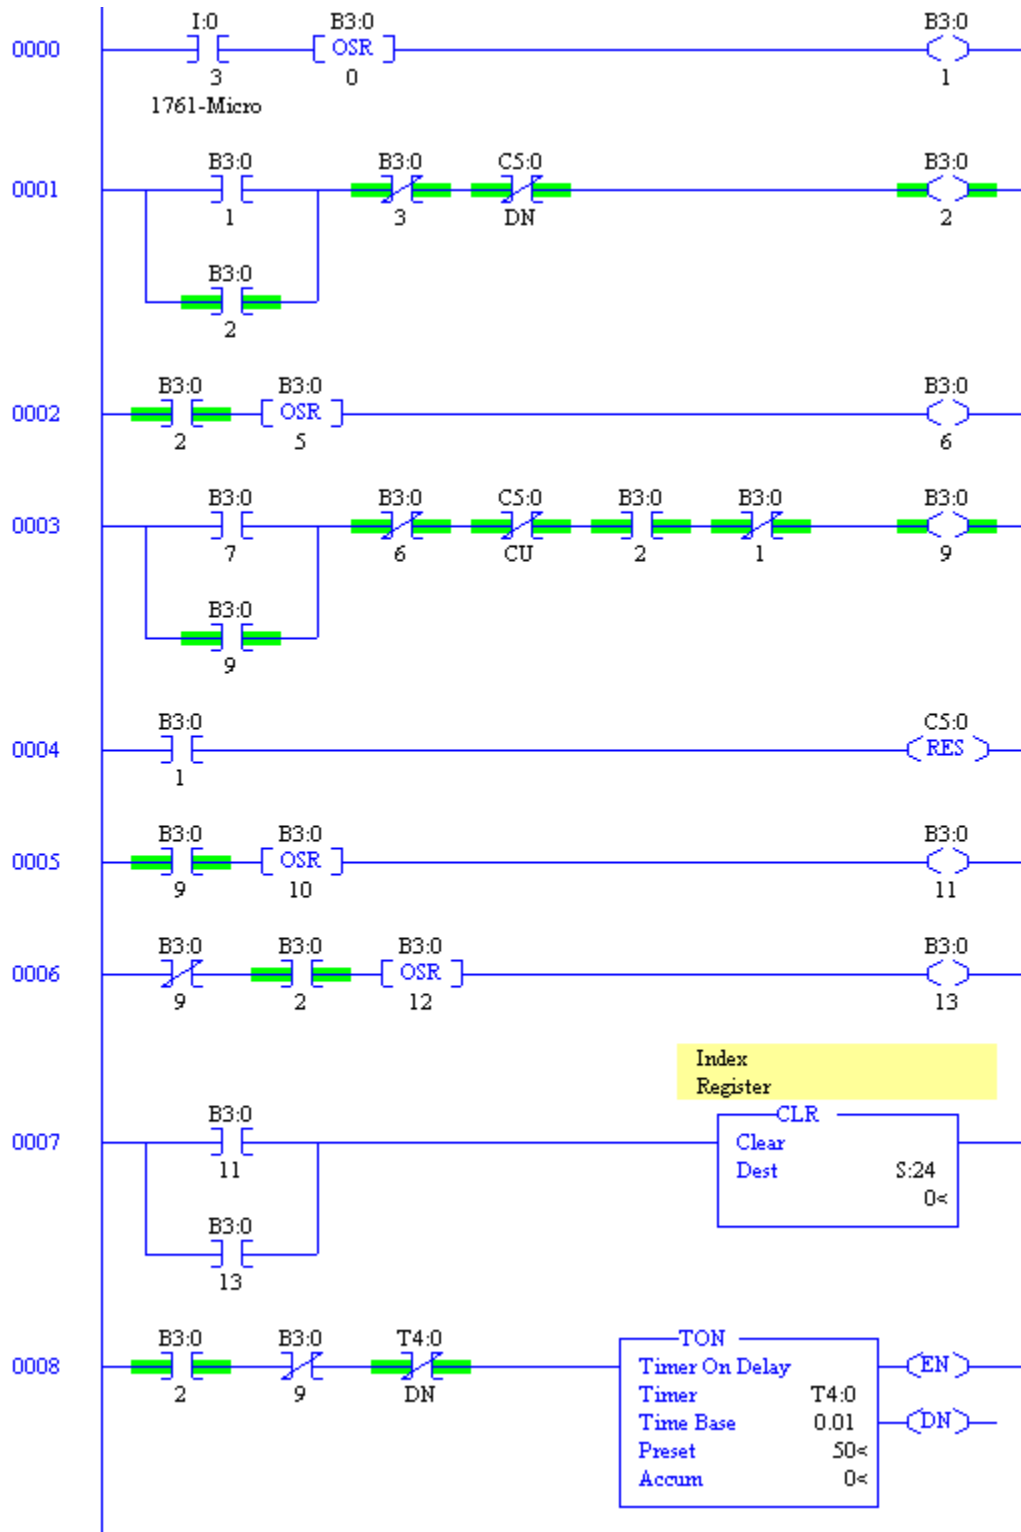 I:0 B3:0 B3:0
0000 OSR
3 0 1
1761-Micro
B3:0 B3:0 C5:0 B3:0
0001
1 3 DN 2
B3:0
2
B3:0 B3:0 B3:0
0002 OSR
2 5 6
B3:0 B3:0 C5:0 B3:0 B3:0 B3:0
0003
7 6 CU 2 1 9
B3:0
9
B3:0 C5:0
0004 RES
1
B3:0 B3:0 B3:0
0005 OSR
9 10 11
B3:0 B3:0 B3:0 B3:0
0006 OSR
9 2 12 13
Index
Register
B3:0 CLR
0007 Clear
11 Dest S:24
0<
B3:0
13
B3:0 B3:0 T4:0 TON
0008 Timer On Delay EN
2 9 DN Timer T4:0
Time Base 0.01 DN
Preset 50<
Accum 0<